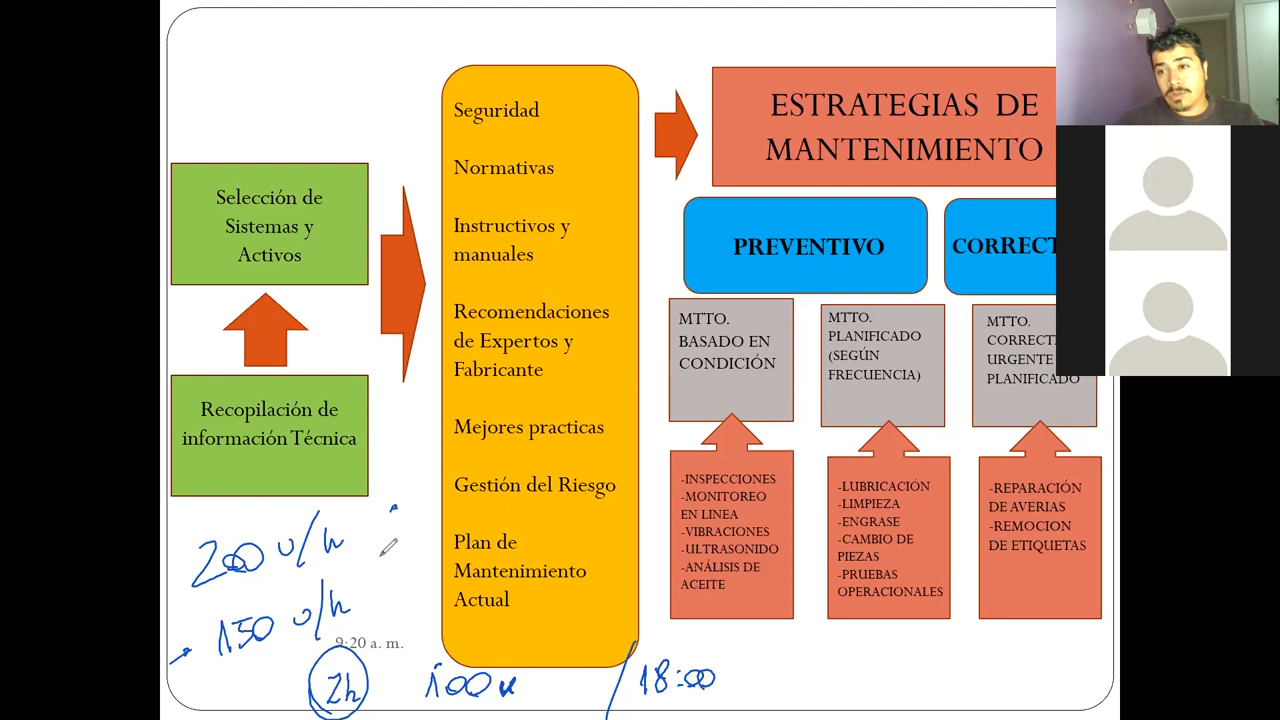 Selección de
Sistemas y
Activos
Recopilación de
información Técnica
Seguridad
Normativas
Instructivos y
manuales
Recomendaciones
de Expertos y
Fabricante
Mejores practicas
Gestión del Riesgo
Plan de
Mantenimiento
Actual
ESTRATEGIAS DE
MANTENIMIENTO
PREVENTIVO
CORRECT
MTTO.
BASADO EN
CONDICIÓN
MTTO.
PLANIFICADO
(SEGÚN
FRECUENCIA)
MTTO.
CORRECT
URGENTE
PLANIFICADO
-INSPECCIONES
-MONITOREO
EN LINEA
-VIBRACIONES
-ULTRASONIDO
-ANÁLISIS DE
ACEITE
-LUBRICACIÓN
-LIMPIEZA
-ENGRASE
-CAMBIO DE
PIEZAS
-PRUEBAS
OPERACIONALES
-REPARACIÓN
DE AVERIAS
-REMOCION
DE ETIQUETAS
200 u/h
150 u/h
9:20 a. m.
2h
100u
/ 18:00